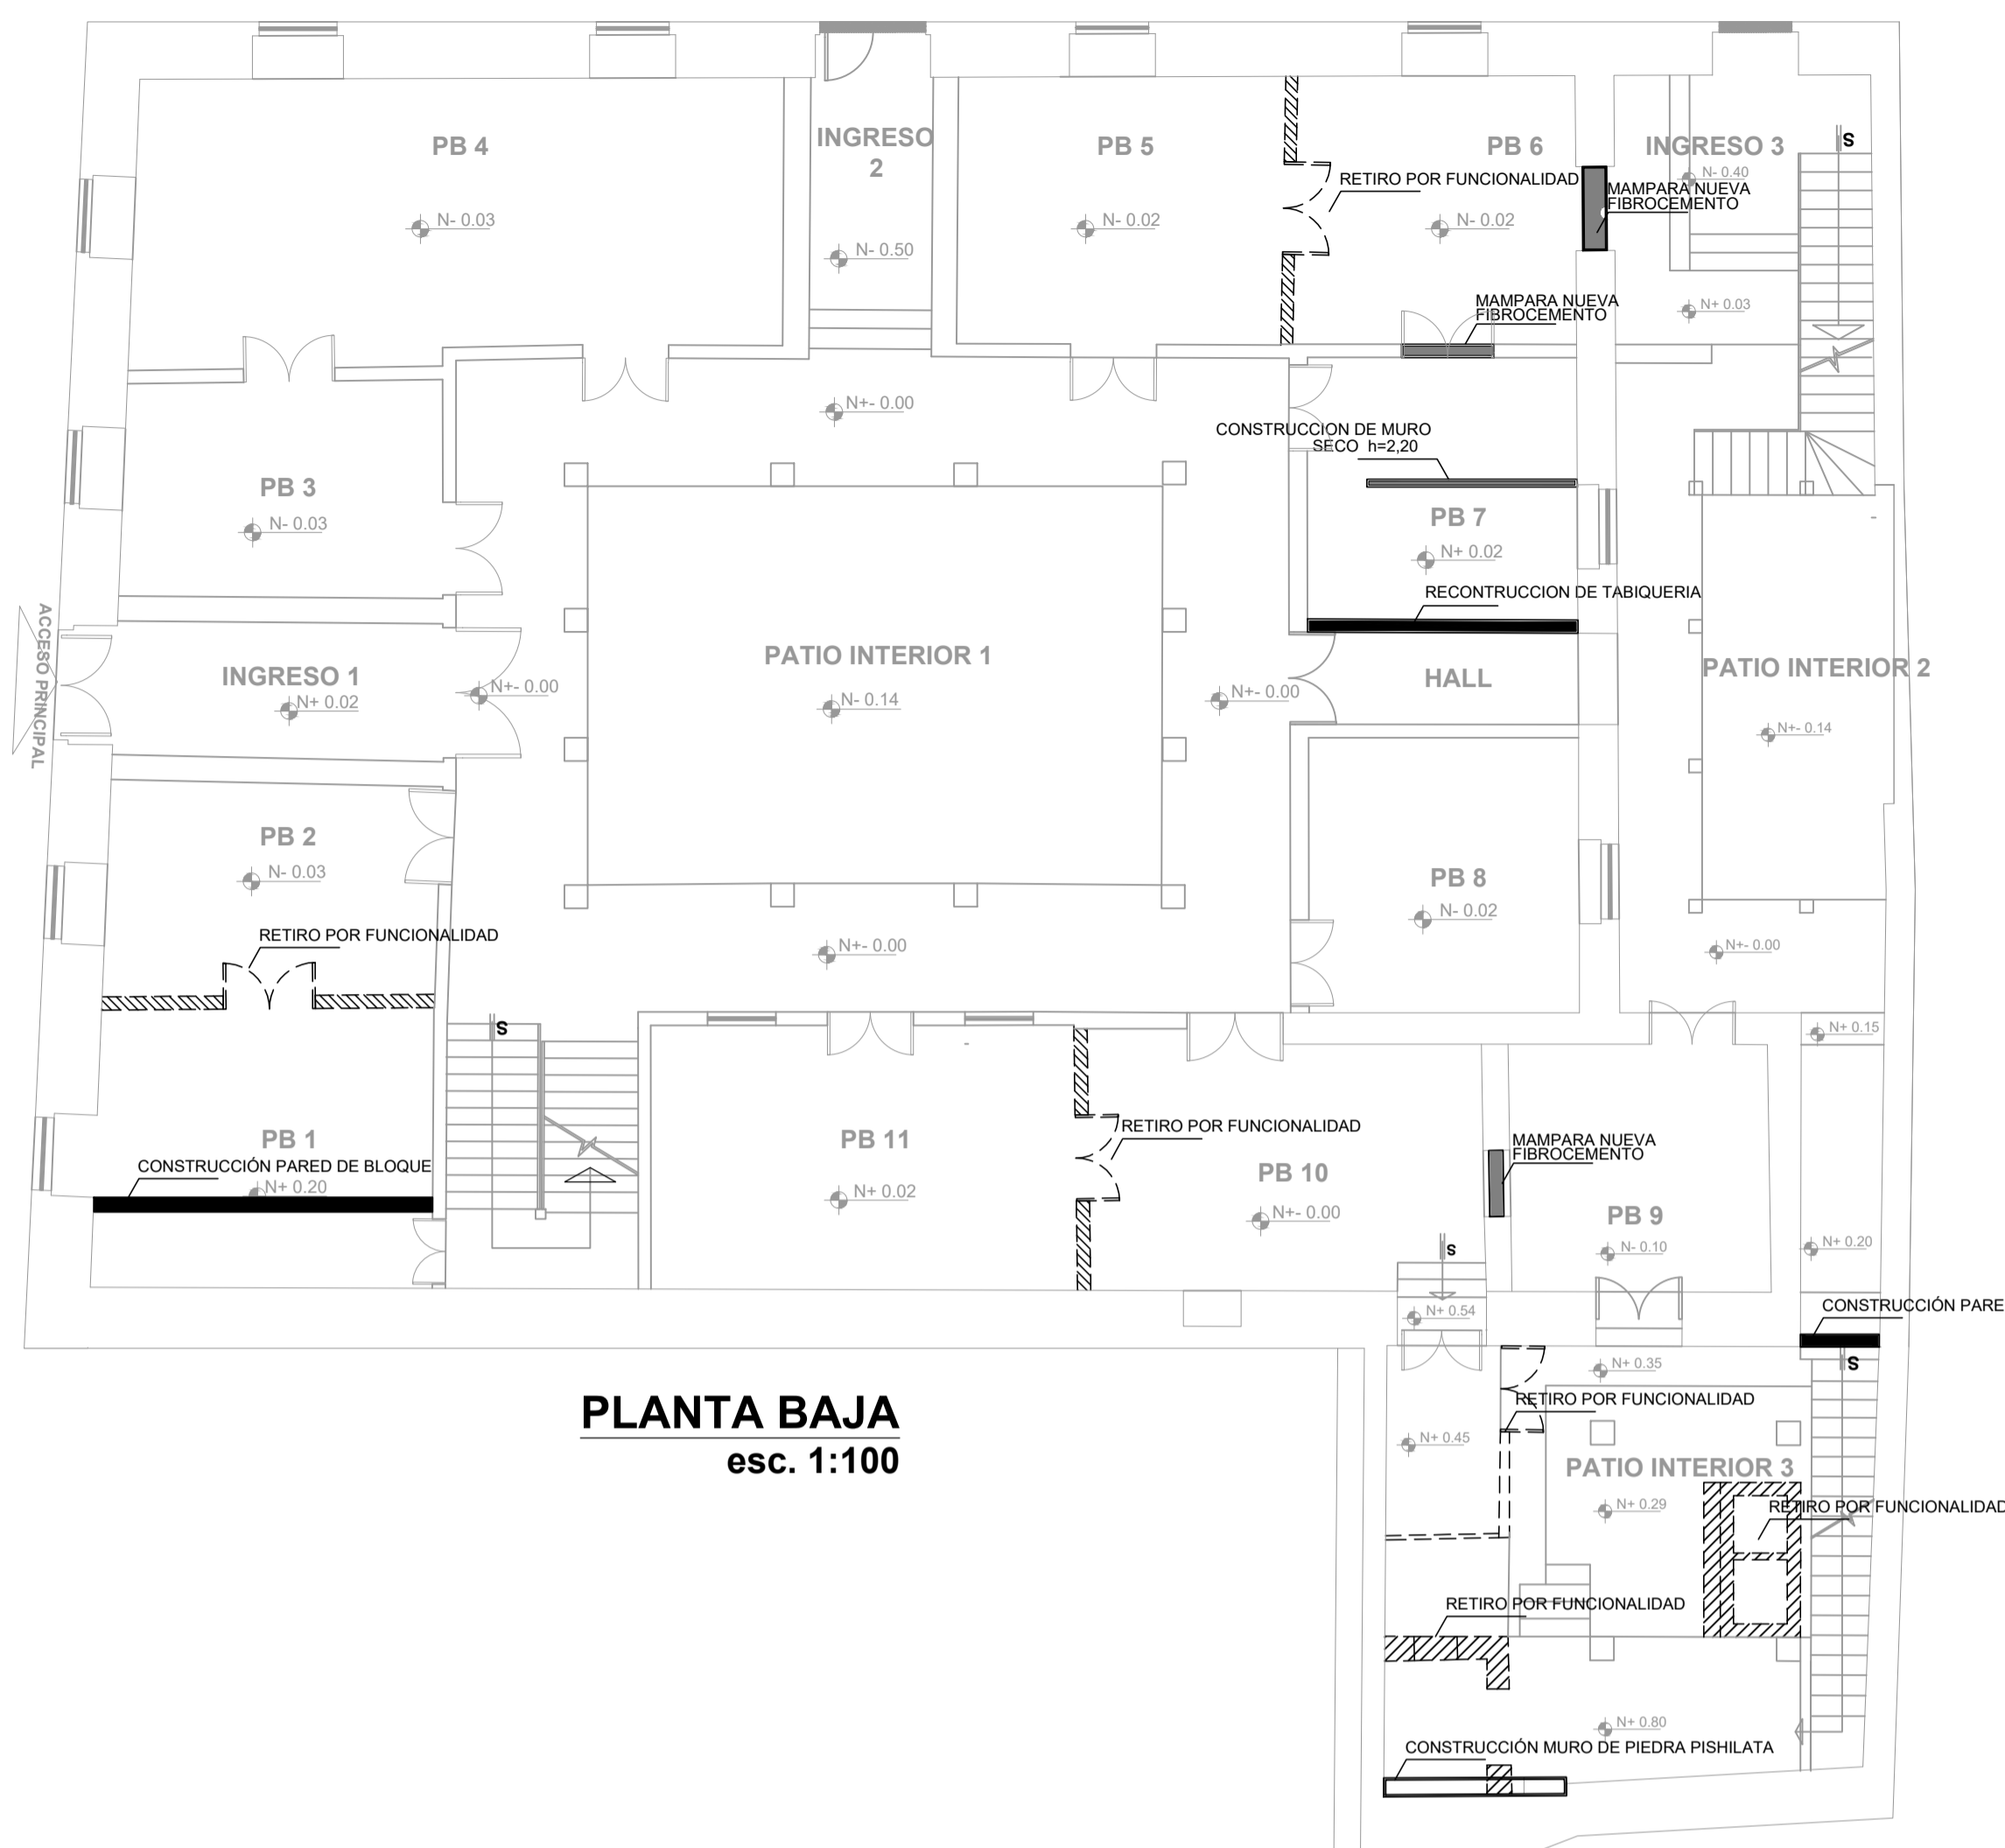 PB 4
N- 0.03
INGRESO
2
N- 0.50
PB 5
N- 0.02
RETIRO POR FUNCIONALIDAD
PB 6
N- 0.02
INGRESO 3
N- 0.40
S
MAMPARA NUEVA
FIBROCEMENTO
MAMPARA NUEVA
FIBROCEMENTO
N+ 0.03
N+- 0.00
CONSTRUCCION DE MURO
SECO h=2,20
PB 3
N- 0.03
PB 7
N+ 0.02
RECONTRUCCION DE TABIQUERIA
ACCESO PRINCIPAL
INGRESO 1
N+ 0.02
N+- 0.00
PATIO INTERIOR 1
N- 0.14
N+- 0.00
HALL
PATIO INTERIOR 2
N+- 0.14
PB 2
N- 0.03
RETIRO POR FUNCIONALIDAD
PB 8
N- 0.02
N+- 0.00
N+- 0.00
S
N+ 0.15
PB 1
CONSTRUCCIÓN PARED DE BLOQUE
N+ 0.20
PB 11
N+ 0.02
RETIRO POR FUNCIONALIDAD
PB 10
N+- 0.00
MAMPARA NUEVA
FIBROCEMENTO
PB 9
N- 0.10
N+ 0.20
S
N+ 0.54
CONSTRUCCIÓN PARE
S
N+ 0.35
RETIRO POR FUNCIONALIDAD
N+ 0.45
PLANTA BAJA
esc. 1:100
PATIO INTERIOR 3
N+ 0.29
RETIRO POR FUNCIONALIDAD
RETIRO POR FUNCIONALIDAD
N+ 0.80
CONSTRUCCIÓN MURO DE PIEDRA PISHILATA